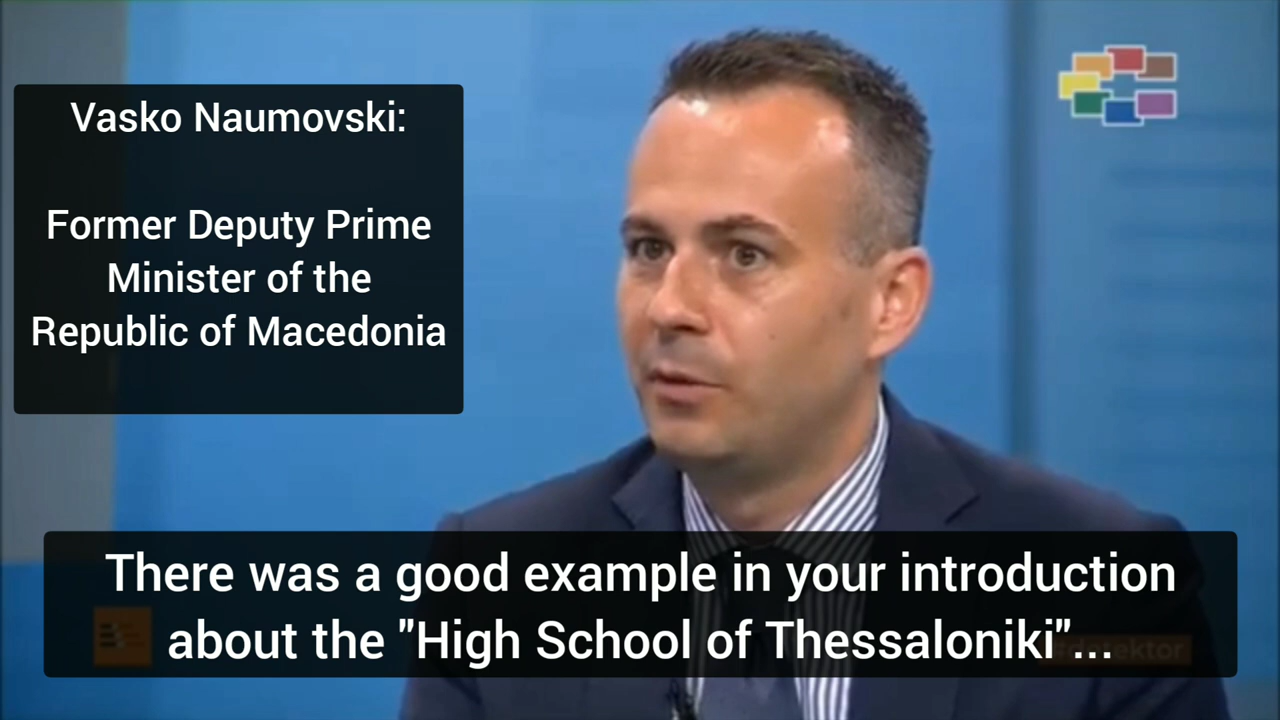 Vasko Naumovski:
Former Deputy Prime
Minister of the
Republic of Macedonia
There was a good example in your introduction
about the "High School of Thessaloniki"...